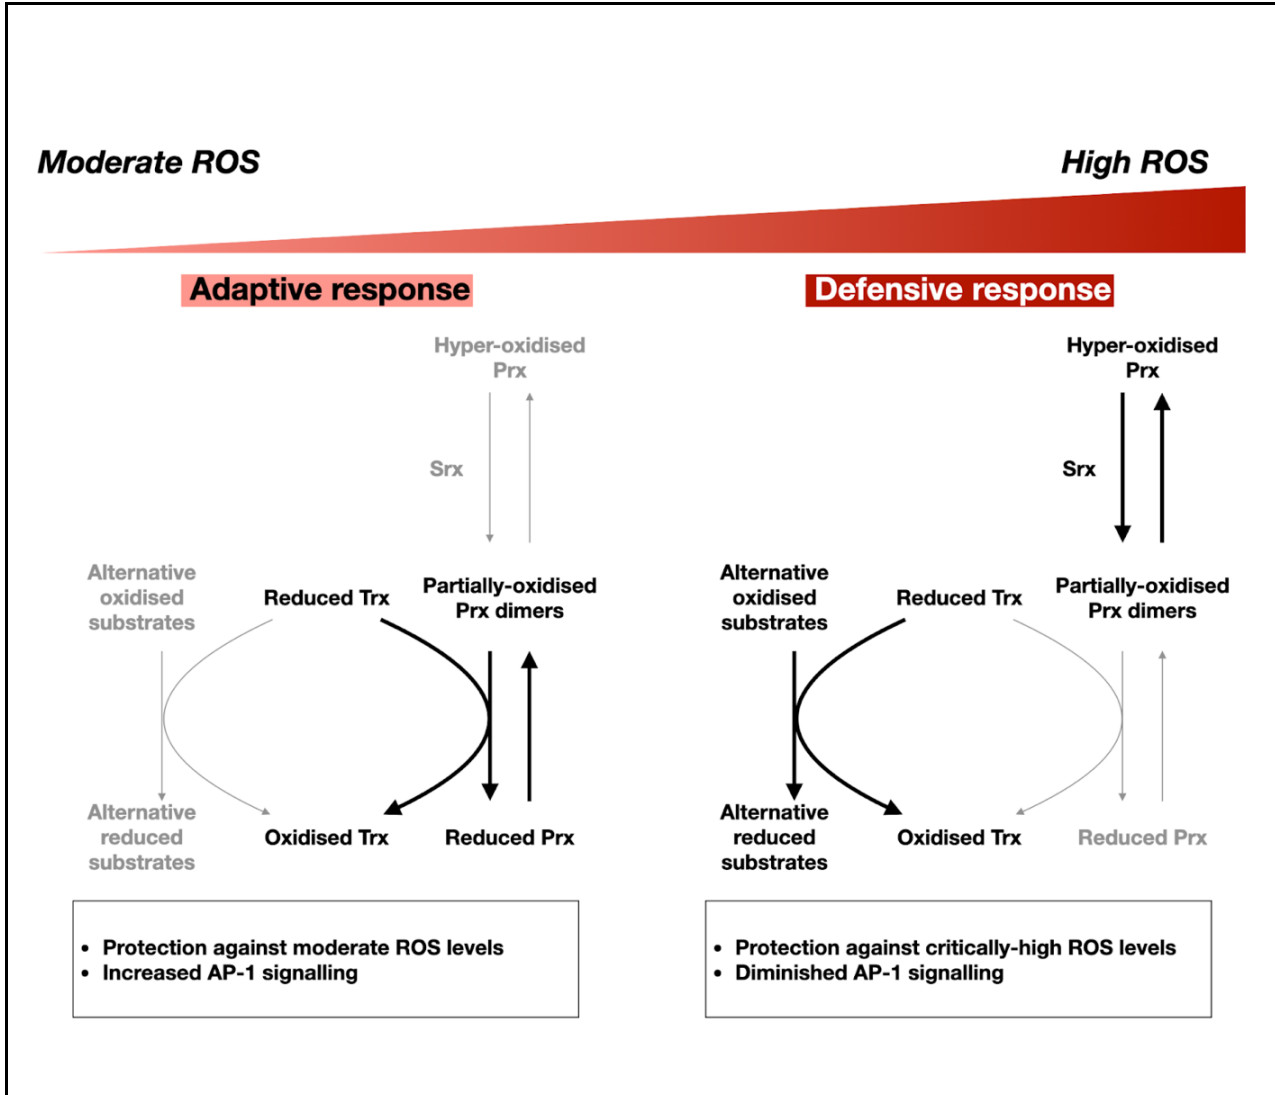 Moderate ROS
High ROS
Adaptive response
Defensive response
Hyper-oxidised
Prx
Srx
Alternative
oxidised
substrates
Reduced Trx
Partially-oxidised
Prx dimers
Alternative
reduced
substrates
Oxidised Trx
Reduced Prx
• Protection against moderate ROS levels
• Increased AP-1 signalling
Hyper-oxidised
Prx
Srx
Alternative
oxidised
substrates
Reduced Trx
Partially-oxidised
Prx dimers
Alternative
reduced
substrates
Oxidised Trx
Reduced Prx
• Protection against critically-high ROS levels
• Diminished AP-1 signalling